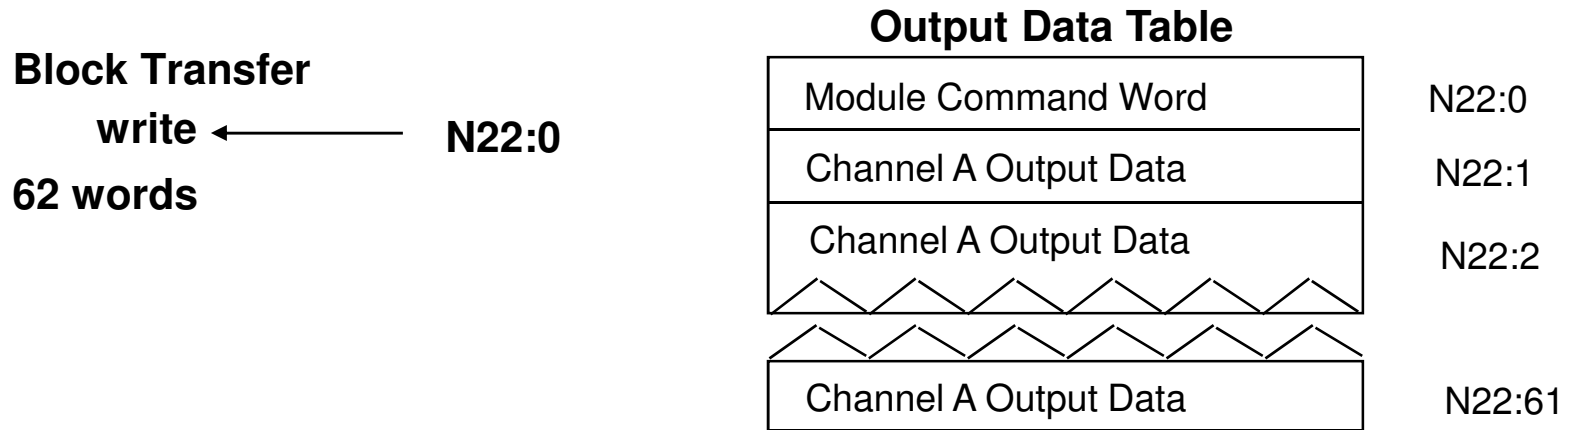 Output Data Table
Block Transfer
write
62 words
N22:0
Module Command Word N22:0
Channel A Output Data N22:1
Channel A Output Data N22:2
Channel A Output Data N22:61